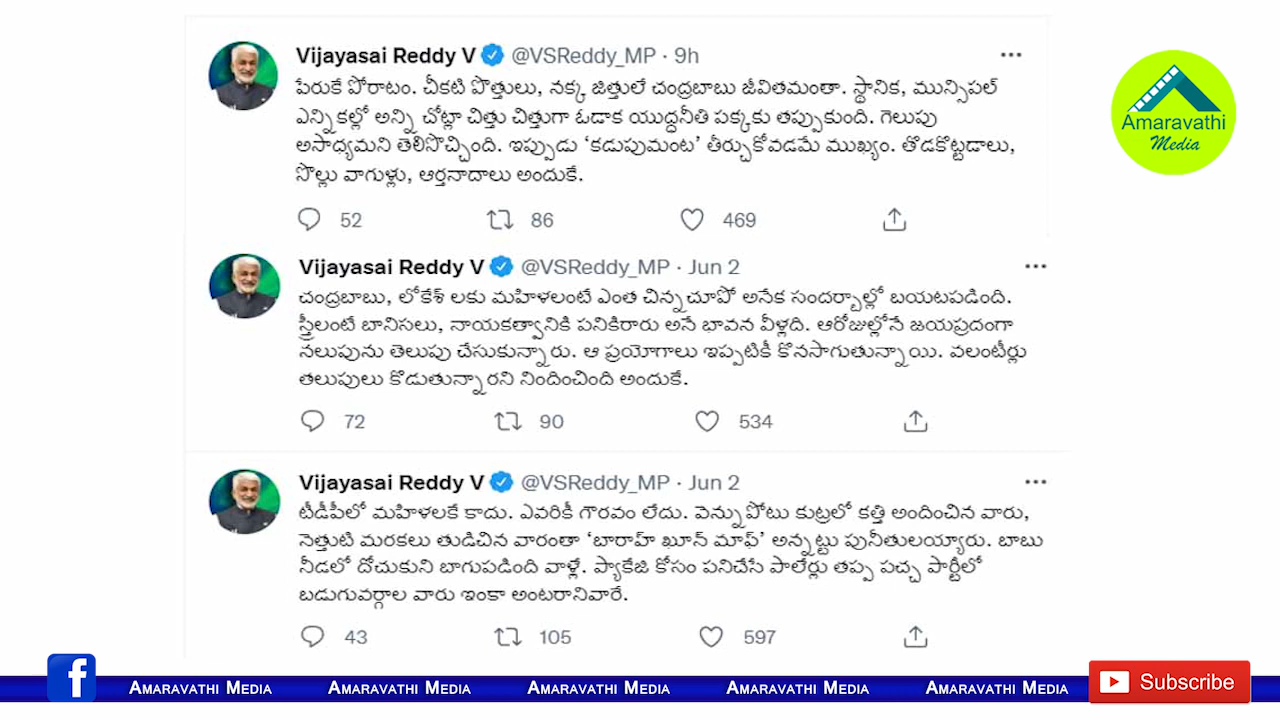 Vijayasai Reddy V @VSReddy_MP · 9h
పేరుకే పోరాటం. చీకటి పొత్తులు, నక్క జిత్తులే చంద్రబాబు జీవితమంతా. స్థానిక, మున్సిపల్
ఎన్నికల్లో అన్ని చోట్లా చిత్తు చిత్తుగా ఓడాక యుద్ధనీతి పక్కకు తప్పుకుంది. గెలుపు
అసాధ్యమని తెలిసొచ్చింది. ఇప్పుడు ‘కడుపుమంట’ తీర్చుకోవడమే ముఖ్యం. తొడకొట్టడాలు,
సొల్లు వాగుళ్లు, ఆర్తనాదాలు అందుకే.
52 86 469
Vijayasai Reddy V @VSReddy_MP · Jun 2
చంద్రబాబు, లోకేశ్ లకు మహిళలంటే ఎంత చిన్నచూపో అనేక సందర్భాల్లో బయటపడింది.
స్త్రీలంటే బానిసలు, నాయకత్వానికి పనికిరారు అనే భావన వీళ్లది. ఆరోజుల్లోనే జయప్రదంగా
నలుపును తెలుపు చేసుకున్నారు. ఆ ప్రయోగాలు ఇప్పటికీ కొనసాగుతున్నాయి. వలంటీర్లు
తలుపులు కొడుతున్నారని నిందించింది అందుకే.
72 90 534
Vijayasai Reddy V @VSReddy_MP · Jun 2
టీడీపీలో మహిళలకే కాదు. ఎవరికీ గౌరవం లేదు. వెన్నుపోటు కుట్రలో కత్తి అందించిన వారు,
నెత్తుటి మరకలు తుడిచిన వారంతా ‘బారాహ్ ఖూన్ మాఫ్’ అన్నట్టు పునీతులయ్యారు. బాబు
నీడలో దోచుకుని బాగుపడింది వాళ్లే. ప్యాకేజి కోసం పనిచేసే పాలేర్లు తప్ప పచ్చ పార్టీలో
బడుగువర్గాల వారు ఇంకా అంటరానివారే.
43 105 597
Amaravathi
Media
f
Amaravathi Media Amaravathi Media Amaravathi Media Amaravathi Media Amaravathi Media
Subscribe